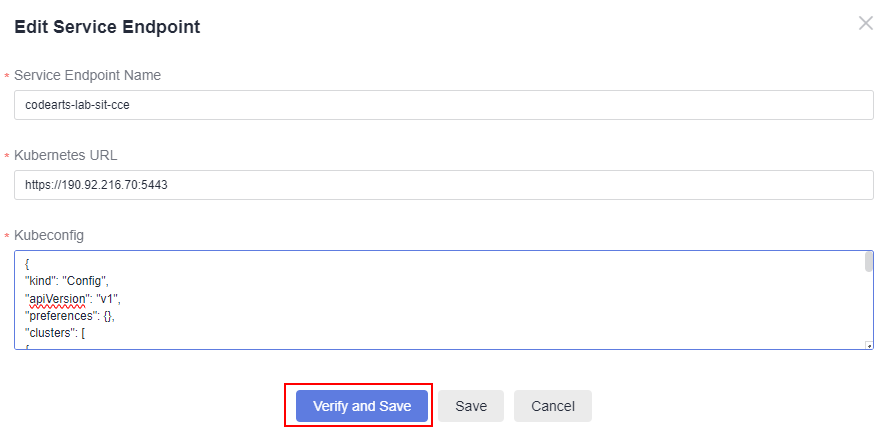 Edit Service Endpoint
* Service Endpoint Name
codearts-lab-sit-cce
* Kubernetes URL
https://190.92.216.70:5443
* Kubeconfig
{
"kind": "Config",
"apiVersion": "v1",
"preferences": {},
"clusters": [
Verify and Save Save Cancel